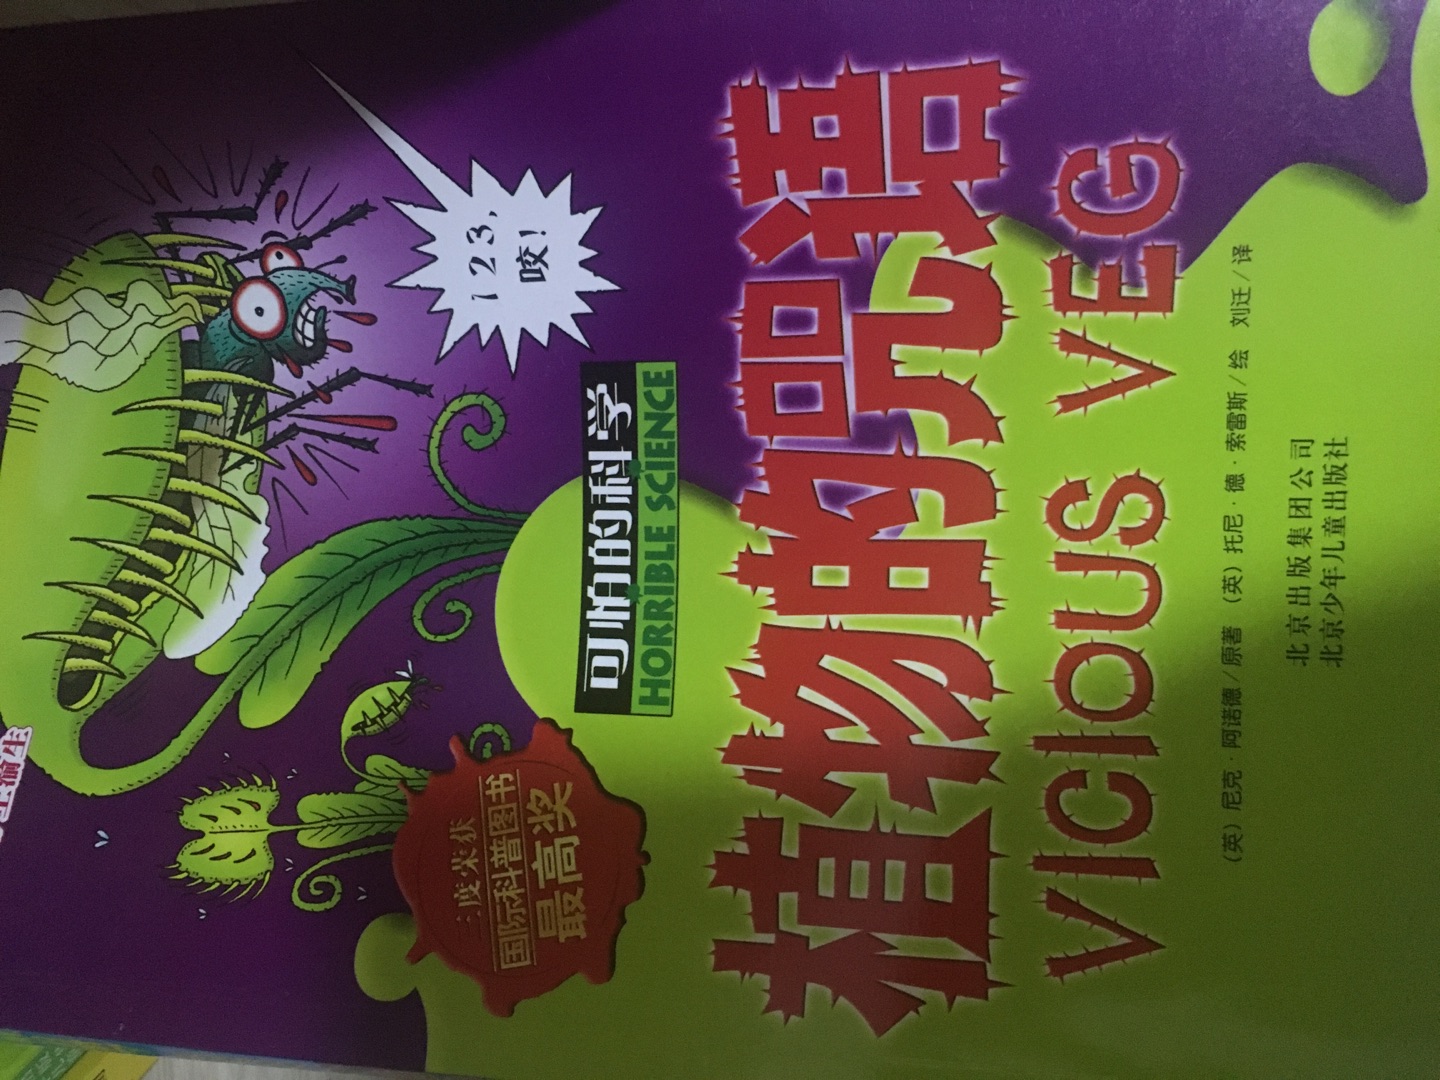 1 2 3,
咬！
可怕的科学
HORRIBLE SCIENCE
三度荣获
国际科普图书
最高奖
植物的咒语
VICIOUS VEG
（英）尼克·阿诺德/原著 （英）托尼·德·索雷斯/绘 刘迁/译
北京出版集团公司
北京少年儿童出版社